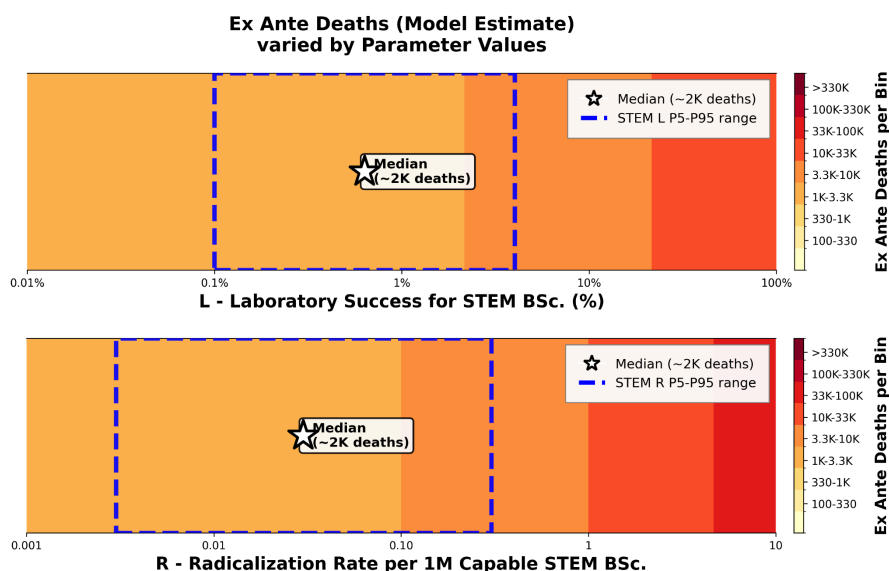 Ex Ante Deaths (Model Estimate)
varied by Parameter Values
Median (~2K deaths)
STEM L P5-P95 range
Median
(~2K deaths)
>330K
100K-330K
33K-100K
10K-33K
3.3K-10K
1K-3.3K
330-1K
100-330
Ex Ante Deaths per Bin
0.01%
0.1%
1%
10%
100%
L - Laboratory Success for STEM BSc. (%)
Median (~2K deaths)
STEM R P5-P95 range
Median
(~2K deaths)
>330K
100K-330K
33K-100K
10K-33K
3.3K-10K
1K-3.3K
330-1K
100-330
Ex Ante Deaths per Bin
0.001
0.01
0.10
1
10
R - Radicalization Rate per 1M Capable STEM BSc.